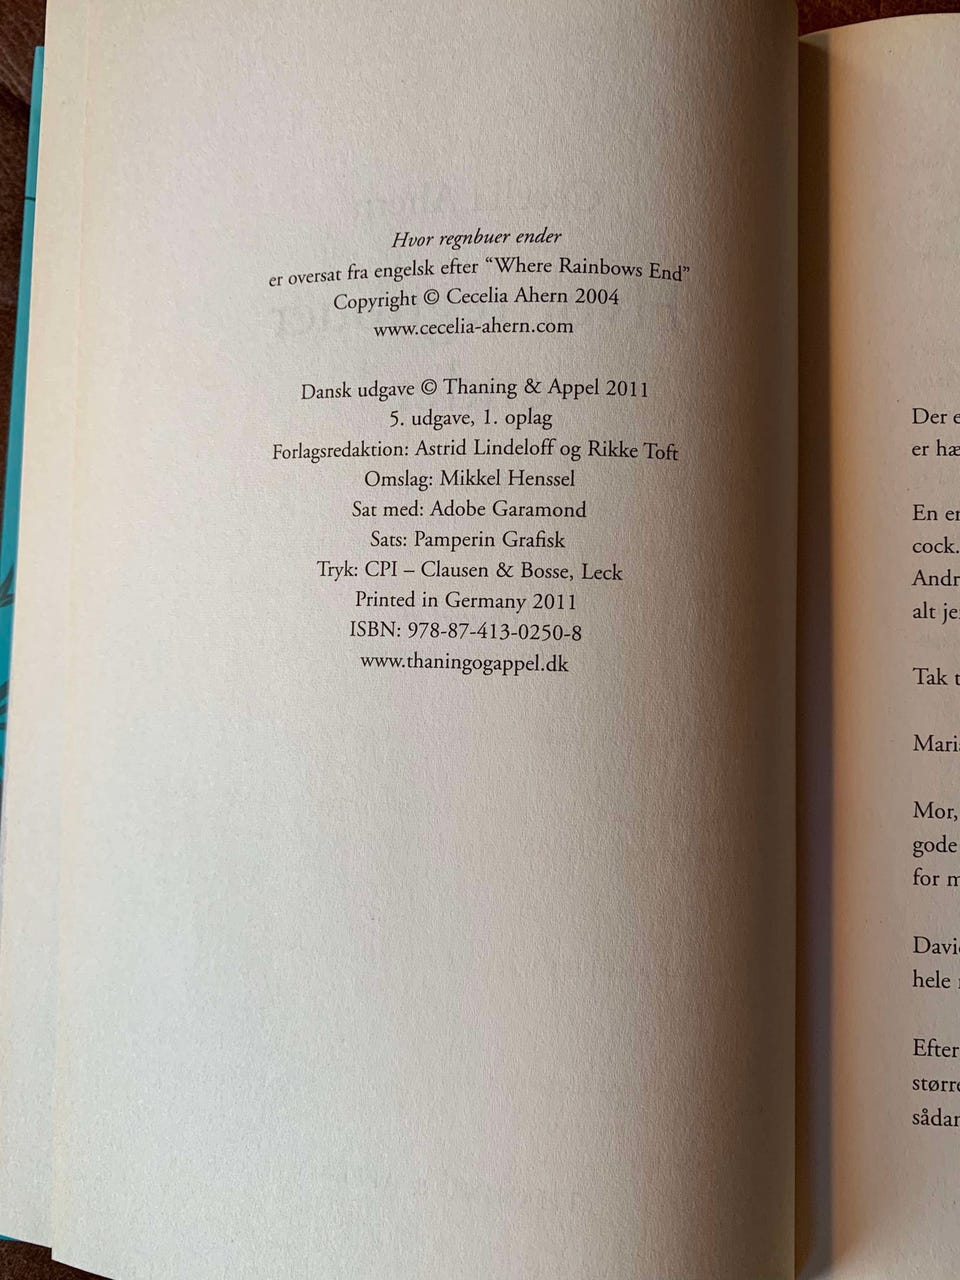 Hvor regnbuer ender
er oversat fra engelsk efter “Where Rainbows End”
Copyright © Cecelia Ahern 2004
www.cecelia-ahern.com
Dansk udgave © Thaning & Appel 2011
5. udgave, 1. oplag
Forlagsredaktion: Astrid Lindeloff og Rikke Toft
Omslag: Mikkel Henssel
Sat med: Adobe Garamond
Sats: Pamperin Grafisk
Tryk: CPI – Clausen & Bosse, Leck
Printed in Germany 2011
ISBN: 978-87-413-0250-8
www.thaningogappel.dk
Der
er
En
cock.
alt
Tak
Mor,
gode
for
hele